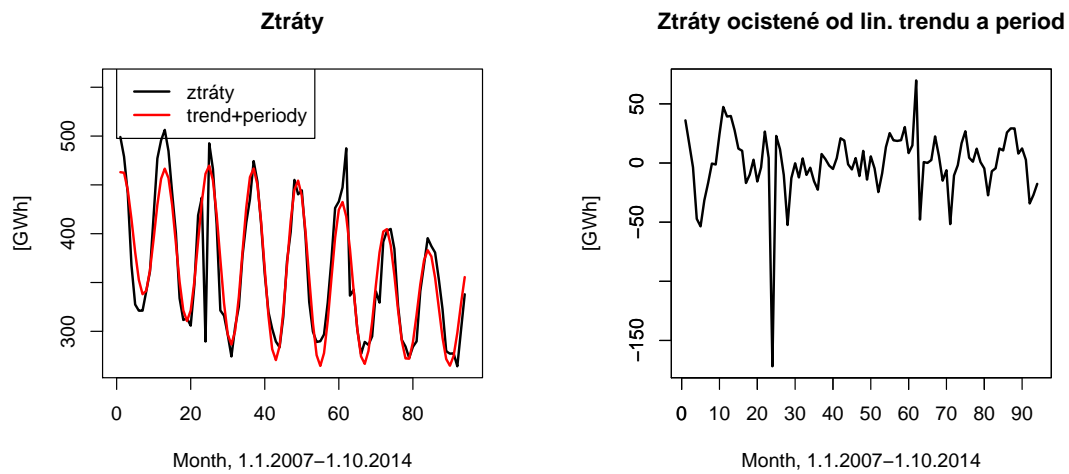 Ztráty
ztráty
trend+periody
[GWh]
300
400
500
0
20
40
60
80
Month, 1.1.2007−1.10.2014
Ztráty ocistené od lin. trendu a period
[GWh]
−150
−50
0
50
0
10
20
30
40
50
60
70
80
90
Month, 1.1.2007−1.10.2014